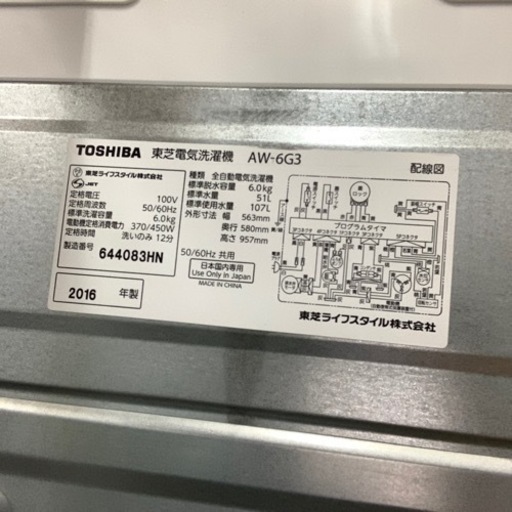 TOSHIBA 東芝電気洗濯機 AW-6G3
配線図
東芝ライフスタイル株式会社
JET
定格電圧 100V
定格周波数 50/60Hz
標準洗濯容量 6.0kg
電動機定格消費電力 370/450W
定格時間 洗いのみ 12分
製造番号 644083HN
2016 年製
種類 全自動電気洗濯機
標準脱水容量 6.0kg
標準水量 51L
標準使用水量 107L
外形寸法 幅 563mm
奥行 580mm
高さ 957mm
50/60Hz 共用
日本国内専用
Use Only in Japan
MADE IN CHINA
ロック
プログラムタイマ
東芝ライフスタイル株式会社